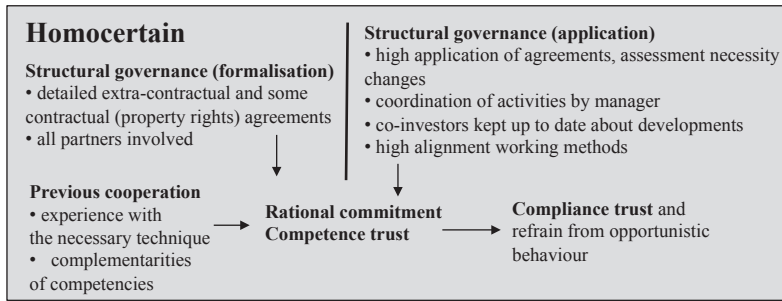 Homocertain
Structural governance (formalisation)
• detailed extra-contractual and some
contractual (property rights) agreements
• all partners involved
Structural governance (application)
• high application of agreements, assessment necessity
changes
• coordination of activities by manager
• co-investors kept up to date about developments
• high alignment working methods
Previous cooperation
• experience with
the necessary technique
• complementarities
of competencies
Rational commitment
Competence trust
Compliance trust and
refrain from opportunistic
behaviour